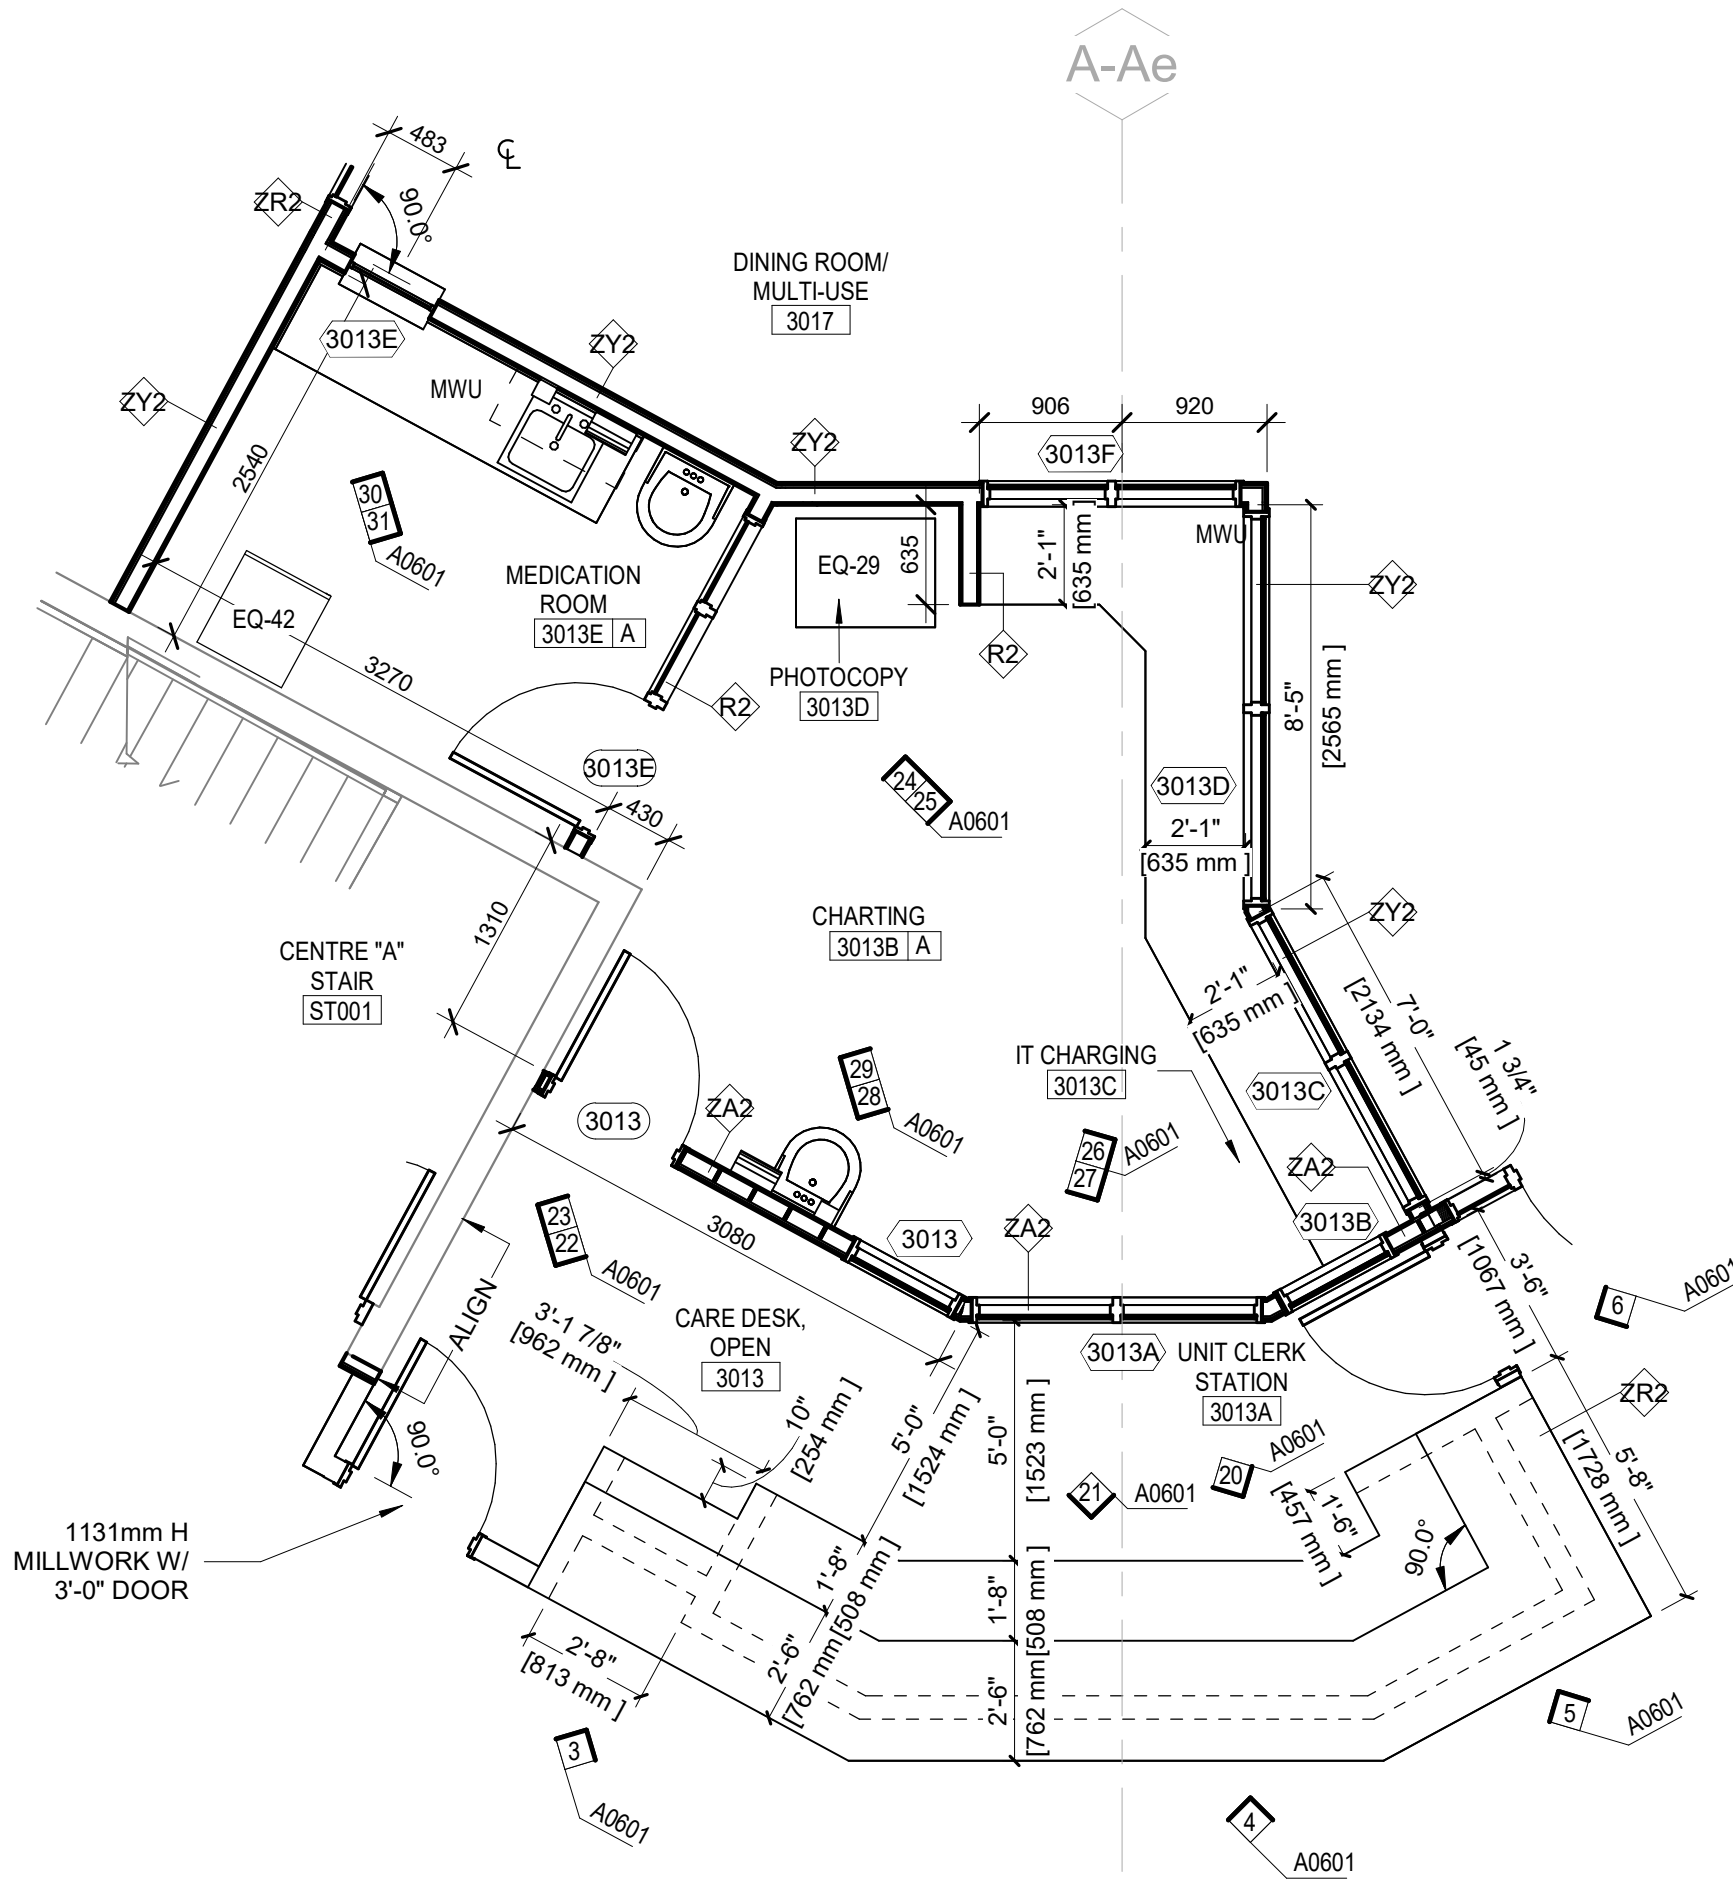 A-Ae
483
℄
ZR2
90.0°
DINING ROOM/
MULTI-USE
3017
3013E
ZY2
MWU
ZY2
2540
30
31
A0601
ZY2
906
920
3013F
MWU
EQ-29
635
2'-1"
[635 mm ]
MEDICATION
ROOM
3013E A
EQ-42
3270
PHOTOCOPY
3013D
R2
R2
ZY2
8'-5"
[2565 mm ]
3013E
430
24
25
A0601
3013D
2'-1"
[635 mm ]
1310
CHARTING
3013B A
ZY2
CENTRE "A"
STAIR
ST001
2'-1"
[635 mm ]
7'-0"
[2134 mm ]
1 3/4"
[45 mm ]
IT CHARGING
3013C
3013C
29
28
A0601
3013
ZA2
26
27
A0601
ZA2
3013B
23
22
A0601
3080
3013
ZA2
3'-6"
[1067 mm ]
6
A0601
ALIGN
3'-1 7/8"
[962 mm ]
CARE DESK,
OPEN
3013
3013A
UNIT CLERK
STATION
3013A
ZR2
90.0°
10"
[254 mm ]
5'-0"
[1524 mm ]
5'-0"
[1523 mm ]
21
A0601
20
A0601
1'-6"
[457 mm ]
90.0°
5'-8"
[1728 mm ]
1131mm H
MILLWORK W/
3'-0" DOOR
1'-8"
[508 mm ]
1'-8"
[508 mm ]
2'-8"
[813 mm ]
2'-6"
[762 mm ]
2'-6"
[762 mm ]
3
A0601
5
A0601
4
A0601